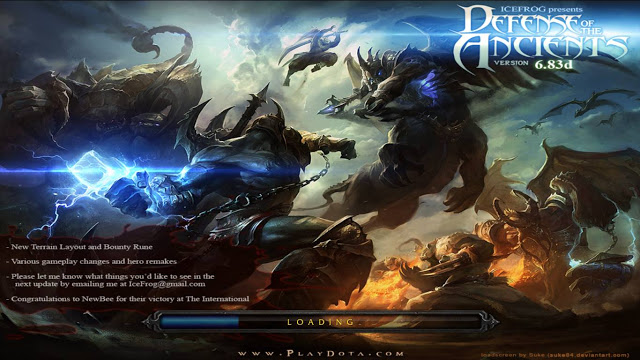 ICEFROG presents
DEFENSE OF THE
ANCIENTS
VERSION 6.83d
- New Terrain Layout and Bounty Rune
- Various gameplay changes and hero remakes
- Please let me know what things you'd like to see in the
next update by emailing me at IceFrog@gmail.com
- Congratulations to NewBee for their victory at The International
LOADING...
www.PlayDota.com